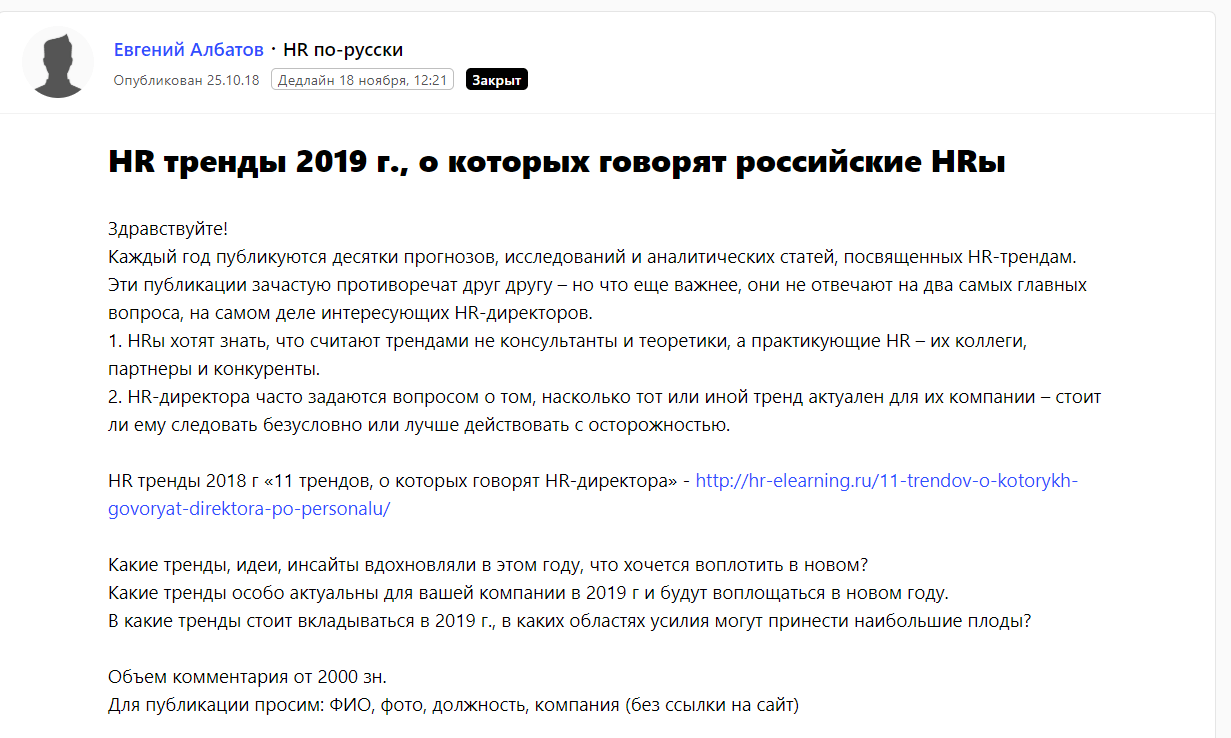 Евгений Албатов · HR по-русски
Опубликован 25.10.18 Дедлайн 18 ноября, 12:21 Закрыт
HR тренды 2019 г., о которых говорят российские HRы
Здравствуйте!
Каждый год публикуются десятки прогнозов, исследований и аналитических статей, посвященных HR-трендам.
Эти публикации зачастую противоречат друг другу – но что еще важнее, они не отвечают на два самых главных
вопроса, на самом деле интересующих HR-директоров.
1. HRы хотят знать, что считают трендами не консультанты и теоретики, а практикующие HR – их коллеги,
партнеры и конкуренты.
2. HR-директора часто задаются вопросом о том, насколько тот или иной тренд актуален для их компании – стоит
ли ему следовать безусловно или лучше действовать с осторожностью.
HR тренды 2018 г «11 трендов, о которых говорят HR-директора» - http://hr-elearning.ru/11-trendov-o-kotorykh-
govoryat-direktora-po-personalu/
Какие тренды, идеи, инсайты вдохновляли в этом году, что хочется воплотить в новом?
Какие тренды особо актуальны для вашей компании в 2019 г и будут воплощаться в новом году.
В какие тренды стоит вкладываться в 2019 г., в каких областях усилия могут принести наибольшие плоды?
Объем комментария от 2000 зн.
Для публикации просим: ФИО, фото, должность, компания (без ссылки на сайт)